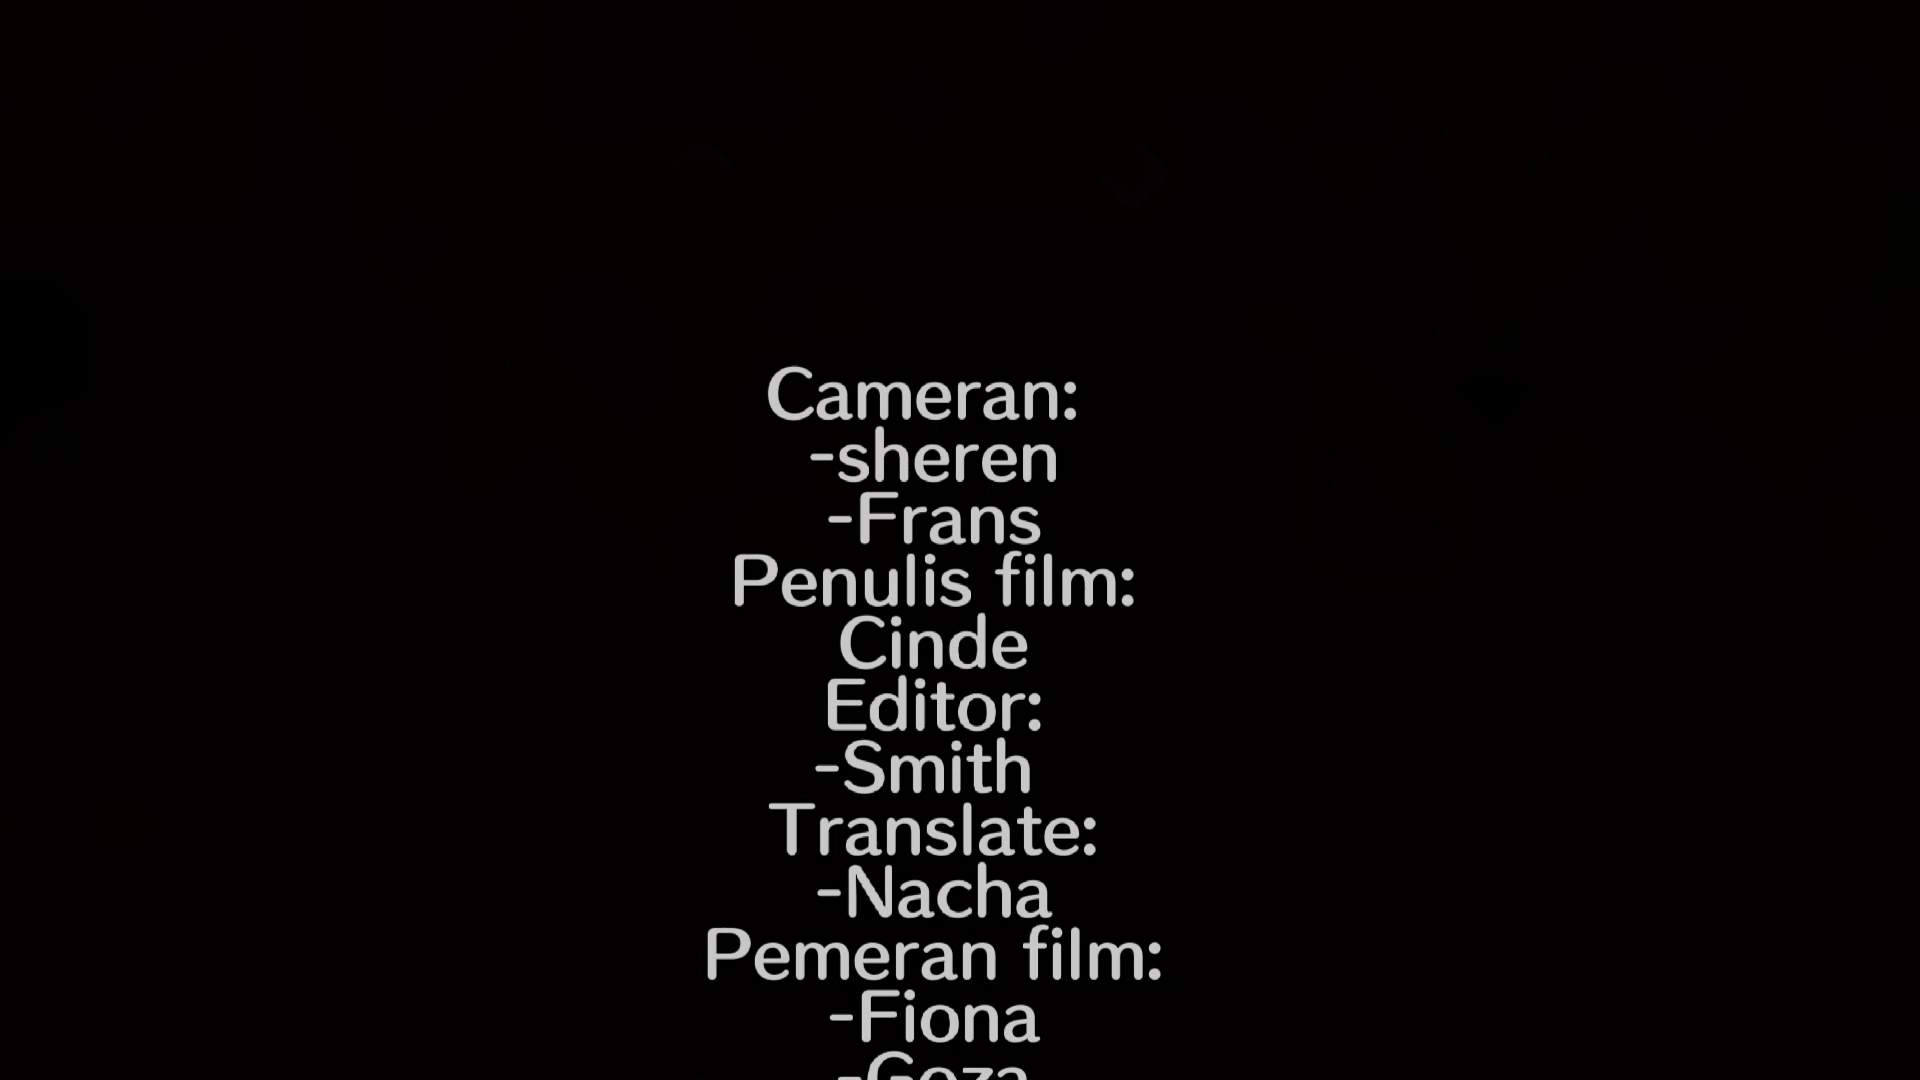 Cameran:
-sheren
-Frans
Penulis film:
Cinde
Editor:
-Smith
Translate:
-Nacha
Pemeran film:
-Fiona